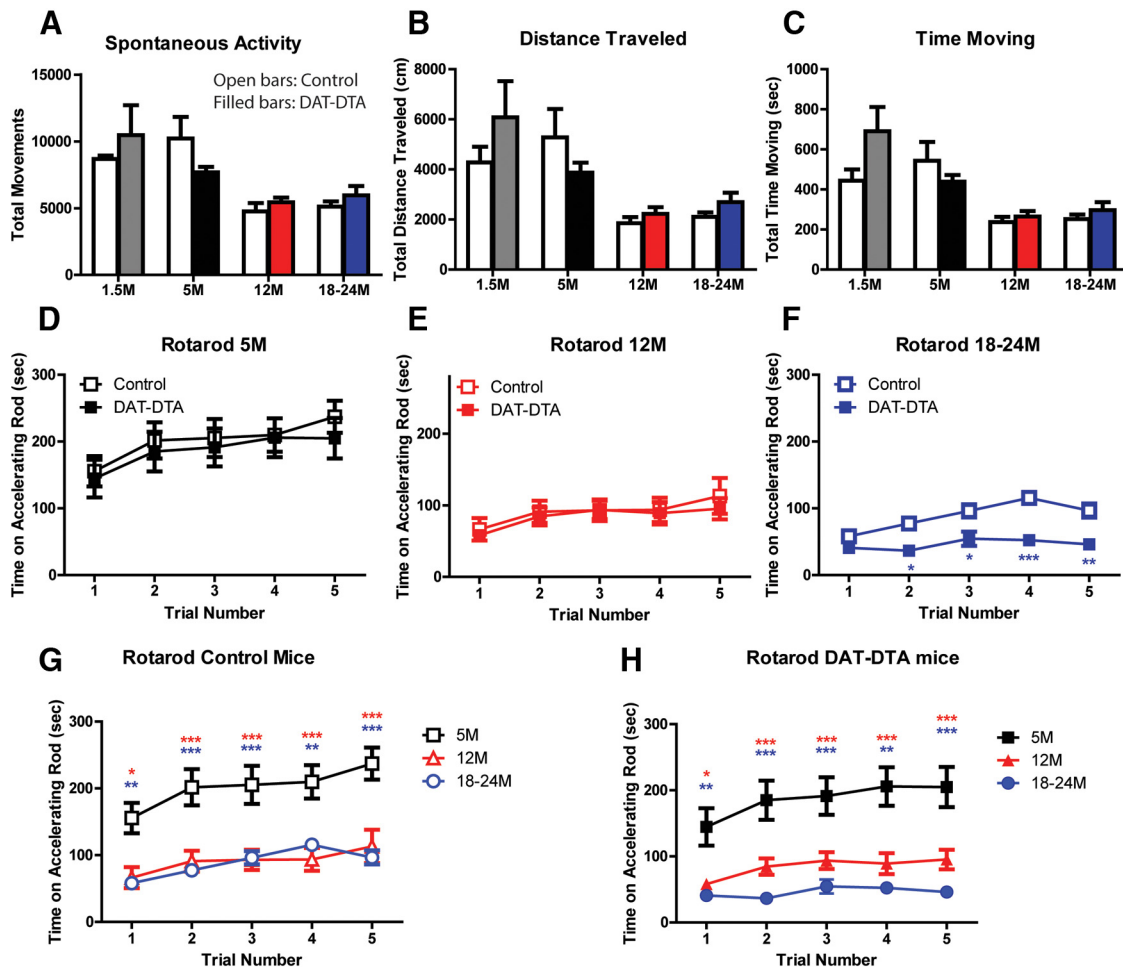 A
Spontaneous Activity
Open bars: Control
Filled bars: DAT-DTA
Total Movements
15000
10000
5000
0
1.5M 5M 12M 18-24M
B
Distance Traveled
Total Distance Traveled (cm)
8000
6000
4000
2000
0
1.5M 5M 12M 18-24M
C
Time Moving
Total Time Moving (sec)
1000
800
600
400
200
0
1.5M 5M 12M 18-24M
D
Rotarod 5M
Control
DAT-DTA
Time on Accelerating Rod (sec)
300
200
100
0
1 2 3 4 5
Trial Number
E
Rotarod 12M
Control
DAT-DTA
Time on Accelerating Rod (sec)
200
100
0
1 2 3 4 5
Trial Number
F
Rotarod 18-24M
Control
DAT-DTA
Time on Accelerating Rod (sec)
300
200
100
0
* * *** **
1 2 3 4 5
Trial Number
G
Rotarod Control Mice
5M
12M
18-24M
Time on Accelerating Rod (sec)
300
200
100
0
* *** *** *** ***
** *** *** ** ***
1 2 3 4 5
Trial Number
H
Rotarod DAT-DTA mice
5M
12M
18-24M
Time on Accelerating Rod (sec)
300
200
100
0
* *** *** *** ***
** *** *** ** ***
1 2 3 4 5
Trial Number